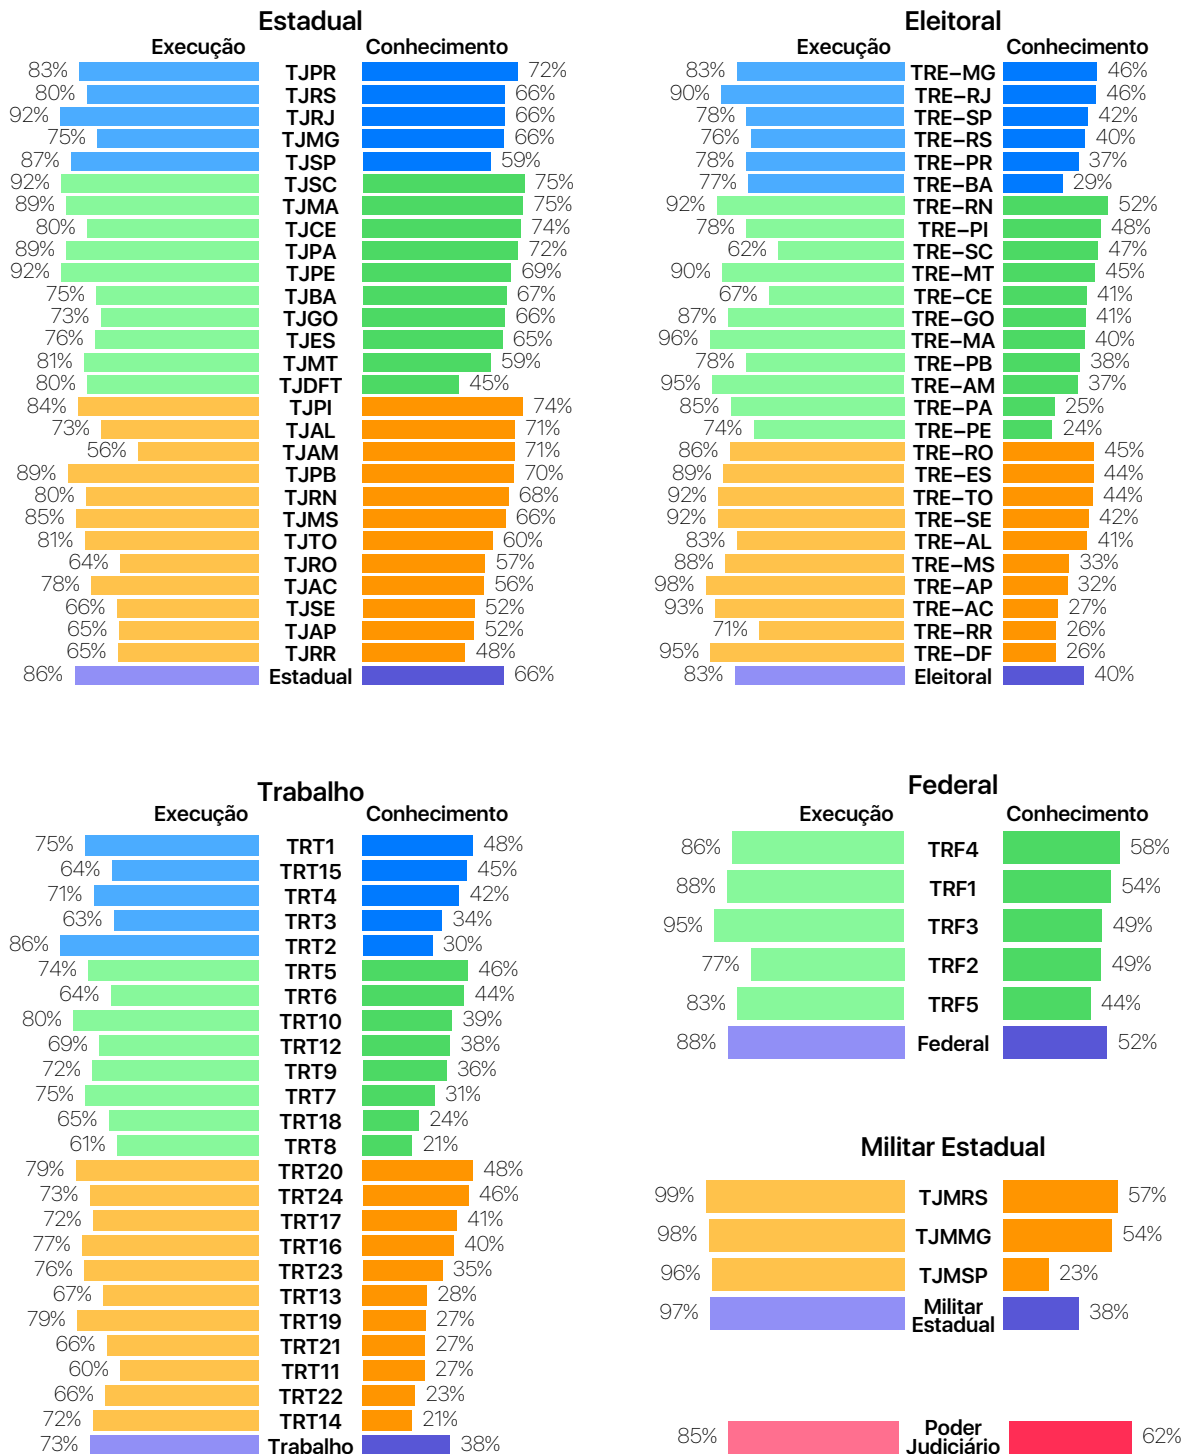 Estadual
Execução Conhecimento
83% TJPR 72%
80% TJRS 66%
92% TJRJ 66%
75% TJMG 66%
87% TJSP 59%
92% TJSC 75%
89% TJMA 75%
80% TJCE 74%
89% TJPA 72%
92% TJPE 69%
75% TJBA 67%
73% TJGO 66%
76% TJES 65%
81% TJMT 59%
80% TJDFT 45%
84% TJPI 74%
73% TJAL 71%
56% TJAM 71%
89% TJPB 70%
80% TJRN 68%
85% TJMS 66%
81% TJTO 60%
64% TJRO 57%
78% TJAC 56%
66% TJSE 52%
65% TJAP 52%
65% TJRR 48%
86% Estadual 66%
Eleitoral
Execução Conhecimento
83% TRE–MG 46%
90% TRE–RJ 46%
78% TRE–SP 42%
76% TRE–RS 40%
78% TRE–PR 37%
77% TRE–BA 29%
92% TRE–RN 52%
78% TRE–PI 48%
62% TRE–SC 47%
90% TRE–MT 45%
67% TRE–CE 41%
87% TRE–GO 41%
96% TRE–MA 40%
78% TRE–PB 38%
95% TRE–AM 37%
85% TRE–PA 25%
74% TRE–PE 24%
86% TRE–RO 45%
89% TRE–ES 44%
92% TRE–TO 44%
92% TRE–SE 42%
83% TRE–AL 41%
88% TRE–MS 33%
98% TRE–AP 32%
93% TRE–AC 27%
71% TRE–RR 26%
95% TRE–DF 26%
83% Eleitoral 40%
Trabalho
Execução Conhecimento
75% TRT1 48%
64% TRT15 45%
71% TRT4 42%
63% TRT3 34%
86% TRT2 30%
74% TRT5 46%
64% TRT6 44%
80% TRT10 39%
69% TRT12 38%
72% TRT9 36%
75% TRT7 31%
65% TRT18 24%
61% TRT8 21%
79% TRT20 48%
73% TRT24 46%
72% TRT17 41%
77% TRT16 40%
76% TRT23 35%
67% TRT13 28%
79% TRT19 27%
66% TRT21 27%
60% TRT11 27%
66% TRT22 23%
72% TRT14 21%
73% Trabalho 38%
Federal
Execução Conhecimento
86% TRF4 58%
88% TRF1 54%
95% TRF3 49%
77% TRF2 49%
83% TRF5 44%
88% Federal 52%
Militar Estadual
99% TJMRS 57%
98% TJMMG 54%
96% TJMSP 23%
97% Militar 38%
Estadual
85% Poder 62%
Judiciário